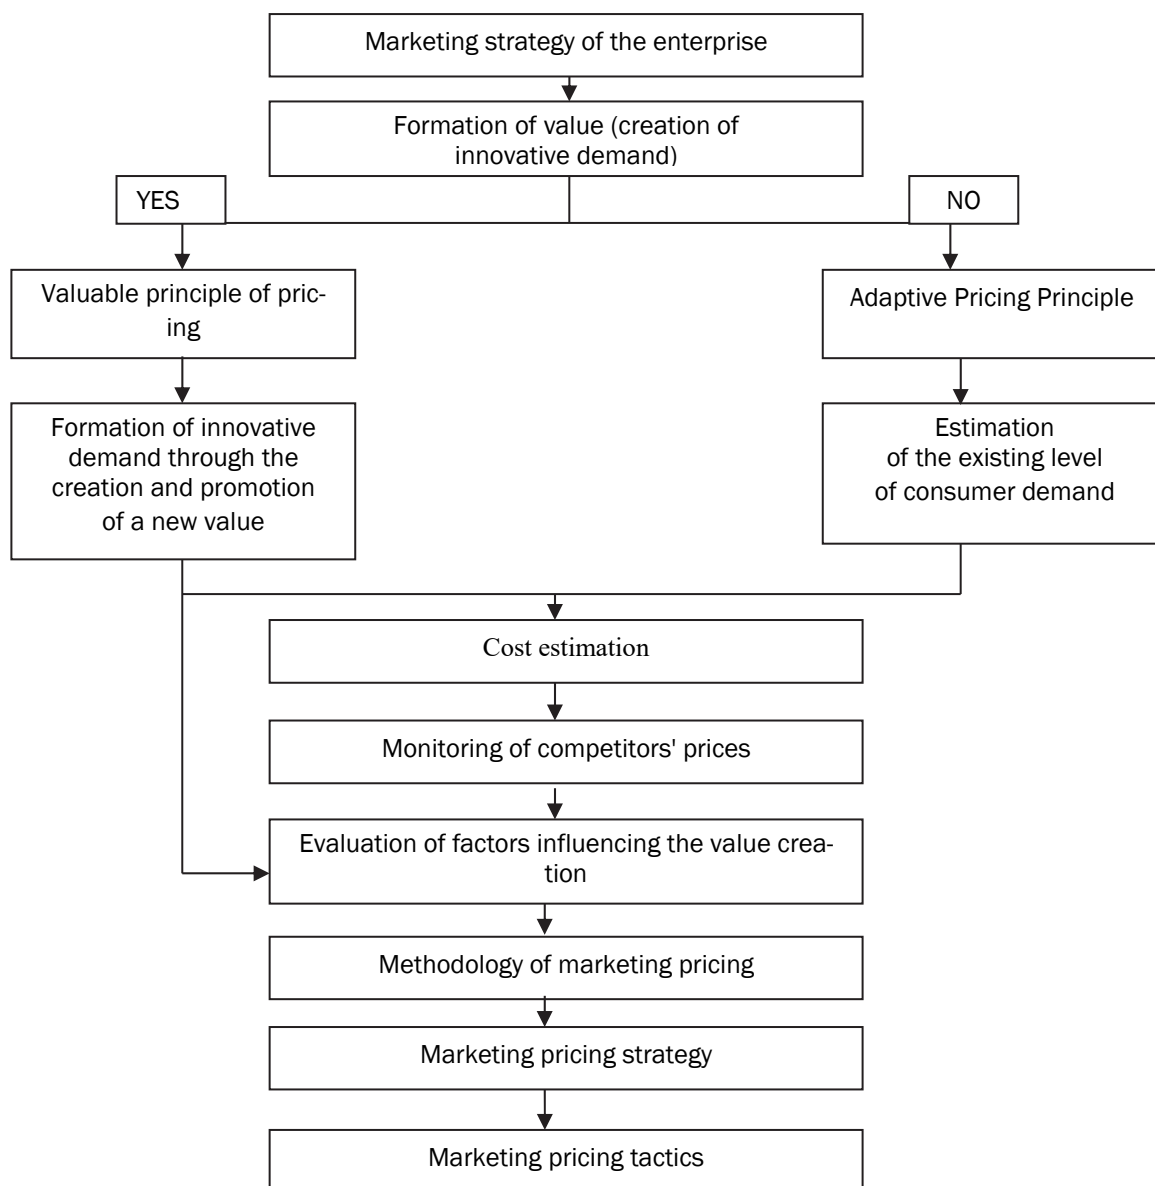 Marketing strategy of the enterprise
Formation of value (creation of
innovative demand)
YES
NO
Valuable principle of pric-
ing
Adaptive Pricing Principle
Formation of innovative
demand through the
creation and promotion
of a new value
Estimation
of the existing level
of consumer demand
Cost estimation
Monitoring of competitors' prices
Evaluation of factors influencing the value crea-
tion
Methodology of marketing pricing
Marketing pricing strategy
Marketing pricing tactics